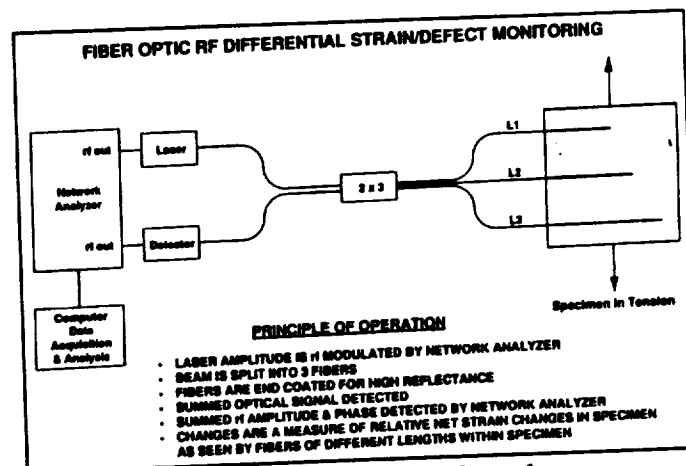 FIBER OPTIC RF DIFFERENTIAL STRAIN/DEFECT MONITORING
rf out
Laser
Network
Analyzer
rf out
Detector
2 x 3
L1
L2
L3
Computer
Data
Acquisition
& Analysis
Specimen in Tension
PRINCIPLE OF OPERATION
· LASER AMPLITUDE IS rf MODULATED BY NETWORK ANALYZER
· BEAM IS SPLIT INTO 3 FIBERS
· FIBERS ARE END COATED FOR HIGH REFLECTANCE
· SUMMED OPTICAL SIGNAL DETECTED
· SUMMED rf AMPLITUDE & PHASE DETECTED BY NETWORK ANALYZER
· CHANGES ARE A MEASURE OF RELATIVE NET STRAIN CHANGES IN SPECIMEN
AS SEEN BY FIBERS OF DIFFERENT LENGTHS WITHIN SPECIMEN